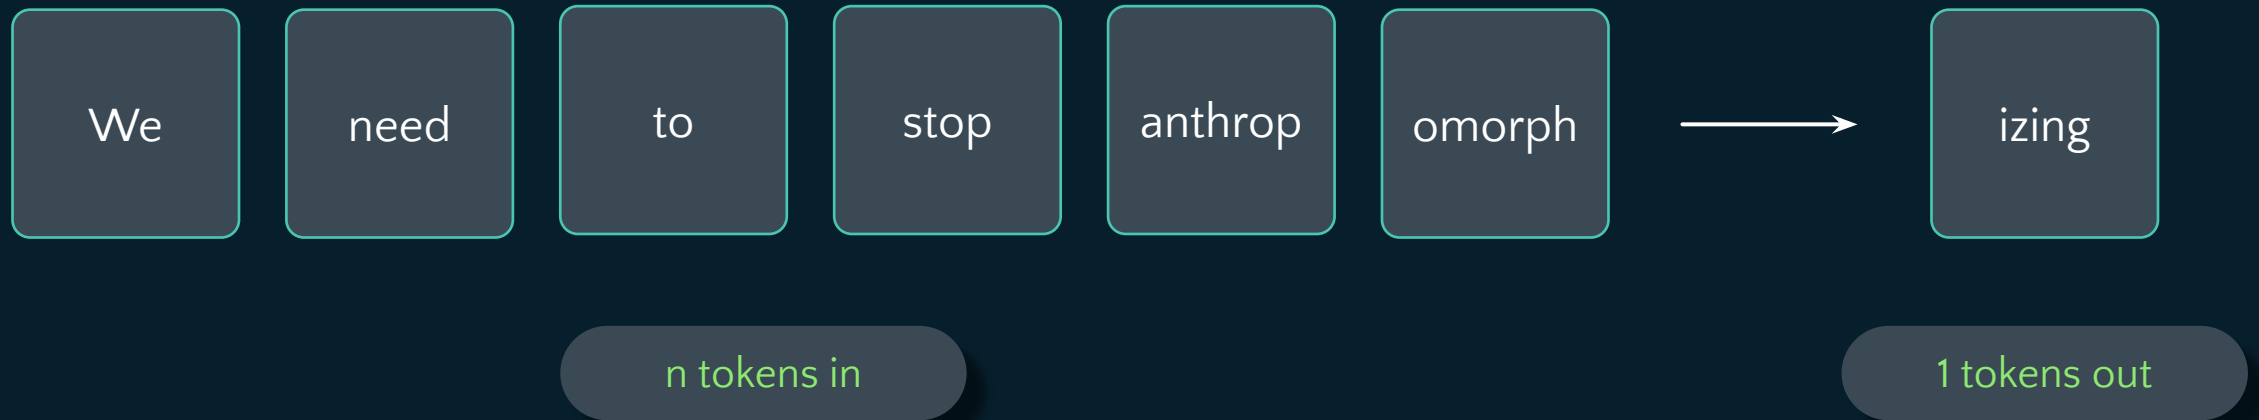 We need to stop anthrop omorph izing
n tokens in
1 tokens out